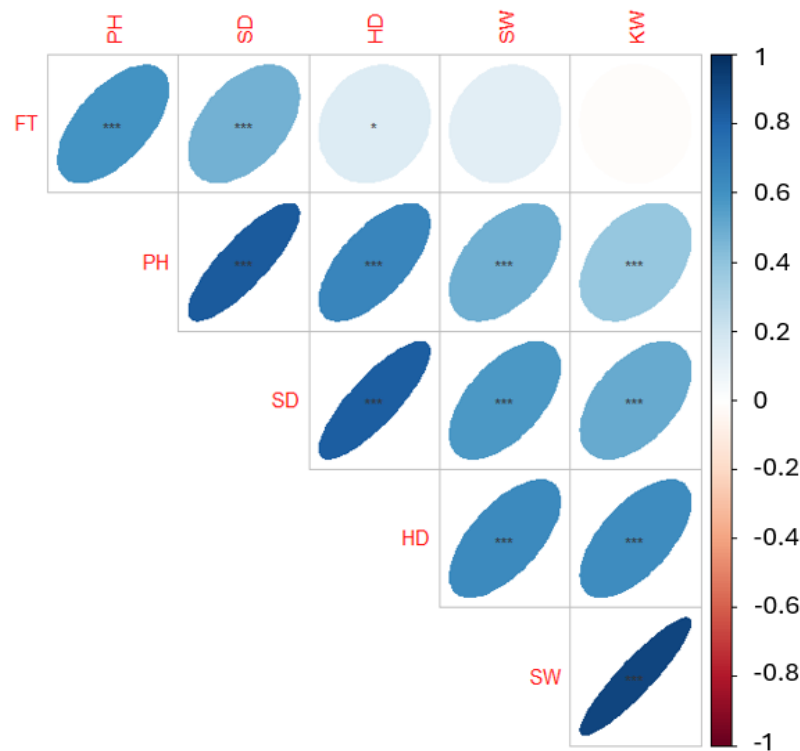 PH SD HD SW KW
1
FT *** *** *
0.8
0.6
PH *** *** *** ***
0.4
0.2
SD *** *** ***
0
-0.2
HD *** ***
-0.4
-0.6
SW ***
-0.8
-1